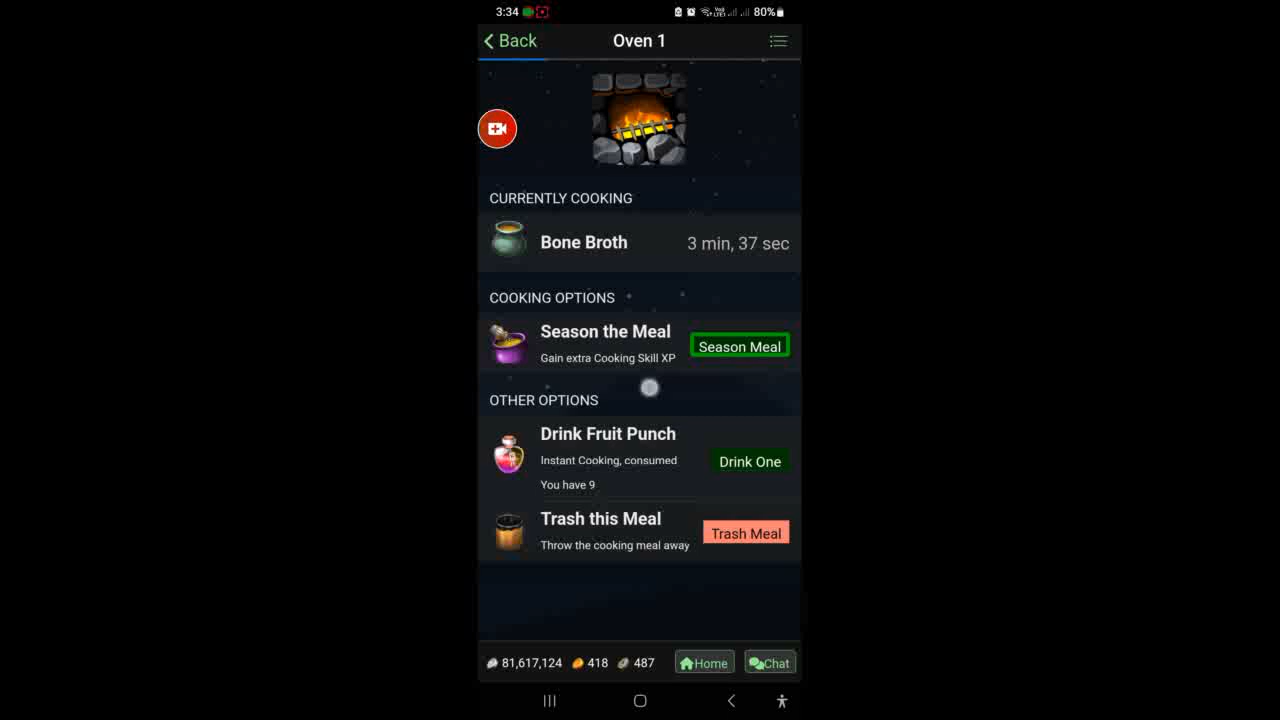 3:34 80%
Back Oven 1
CURRENTLY COOKING
Bone Broth 3 min, 37 sec
COOKING OPTIONS
Season the Meal
Gain extra Cooking Skill XP
Season Meal
OTHER OPTIONS
Drink Fruit Punch
Instant Cooking, consumed
You have 9
Drink One
Trash this Meal
Throw the cooking meal away
Trash Meal
81,617,124 418 487 Home Chat